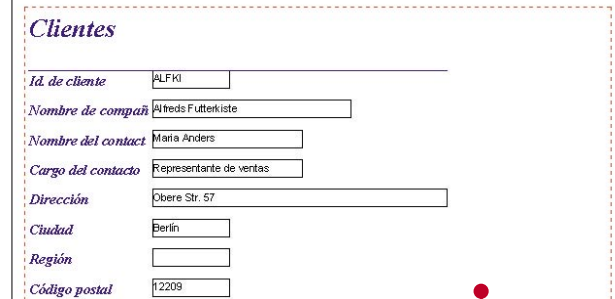 Clientes
Id. de cliente ALFKI
Nombre de compañ Alfreds Futterkiste
Nombre del contact Maria Anders
Cargo del contacto Representante de ventas
Dirección Obere Str. 57
Ciudad Berlín
Región
Código postal 12209